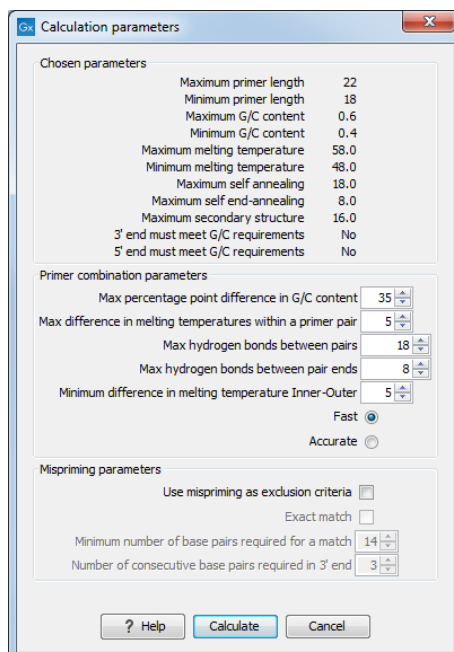 Gx Calculation parameters
Chosen parameters
Maximum primer length 22
Minimum primer length 18
Maximum G/C content 0.6
Minimum G/C content 0.4
Maximum melting temperature 58.0
Minimum melting temperature 48.0
Maximum self annealing 18.0
Maximum self end-annealing 8.0
Maximum secondary structure 16.0
3' end must meet G/C requirements No
5' end must meet G/C requirements No
Primer combination parameters
Max percentage point difference in G/C content 35
Max difference in melting temperatures within a primer pair 5
Max hydrogen bonds between pairs 18
Max hydrogen bonds between pair ends 8
Minimum difference in melting temperature Inner-Outer 5
Fast
Accurate
Mispriming parameters
Use mispriming as exclusion criteria
Exact match
Minimum number of base pairs required for a match 14
Number of consecutive base pairs required in 3' end 3
? Help Calculate Cancel